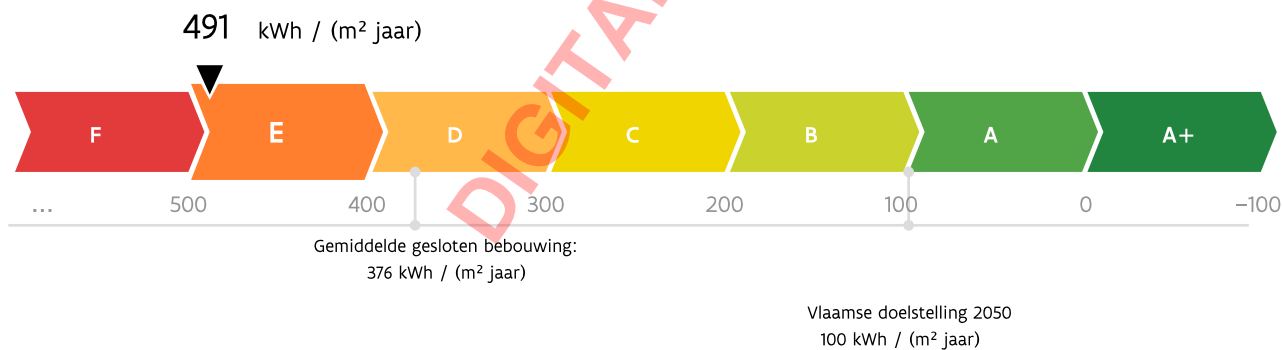 491 kWh / (m² jaar)
F E D C B A A+
... 500 400 300 200 100 0 –100
Gemiddelde gesloten bebouwing:
376 kWh / (m² jaar)
Vlaamse doelstelling 2050
100 kWh / (m² jaar)
DIGITA